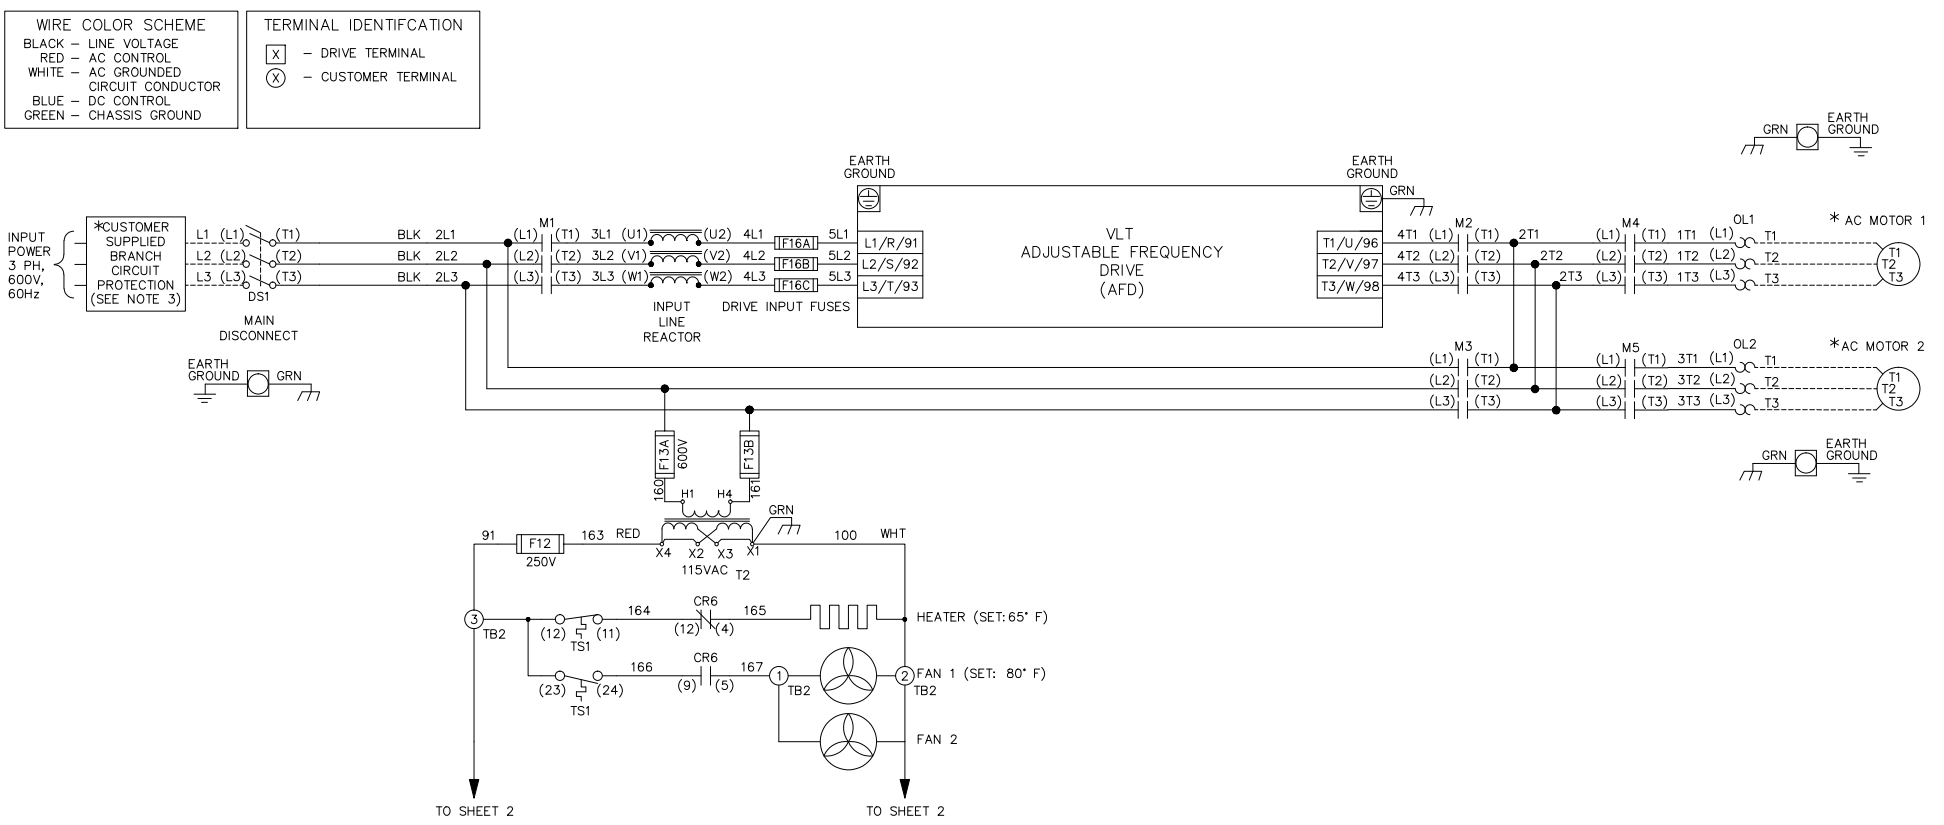 WIRE COLOR SCHEME
BLACK – LINE VOLTAGE
RED – AC CONTROL
WHITE – AC GROUNDED
CIRCUIT CONDUCTOR
BLUE – DC CONTROL
GREEN – CHASSIS GROUND
TERMINAL IDENTIFCATION
X – DRIVE TERMINAL
X – CUSTOMER TERMINAL
INPUT
POWER
3 PH,
600V,
60Hz
*CUSTOMER
SUPPLIED
BRANCH
CIRCUIT
PROTECTION
(SEE NOTE 3)
L1 (L1) (T1)
L2 (L2) (T2)
L3 (L3) (T3)
DS1
MAIN
DISCONNECT
EARTH
GROUND
GRN
BLK 2L1
BLK 2L2
BLK 2L3
M1
(L1) (T1) 3L1 (U1) (U2) 4L1 F16A 5L1
(L2) (T2) 3L2 (V1) (V2) 4L2 F16B 5L2
(L3) (T3) 3L3 (W1) (W2) 4L3 F16C 5L3
INPUT
LINE
REACTOR
DRIVE INPUT FUSES
EARTH
GROUND
L1/R/91
L2/S/92
L3/T/93
VLT
ADJUSTABLE FREQUENCY
DRIVE
(AFD)
EARTH
GROUND
GRN
T1/U/96
T2/V/97
T3/W/98
M2
4T1 (L1) (T1) 2T1
4T2 (L2) (T2) 2T2
4T3 (L3) (T3) 2T3
M4
OL1
(L1) (T1) 1T1 (L1) T1
(L2) (T2) 1T2 (L2) T2
(L3) (T3) 1T3 (L3) T3
* AC MOTOR 1
T1
T2
T3
GRN
EARTH
GROUND
M3
(L1) (T1)
(L2) (T2)
(L3) (T3)
M5
OL2
(L1) (T1) 3T1 (L1) T1
(L2) (T2) 3T2 (L2) T2
(L3) (T3) 3T3 (L3) T3
*AC MOTOR 2
T1
T2
T3
GRN
EARTH
GROUND
F13A
600V
F13B
160
161
H1 H4
GRN
91
F12
250V
163 RED
X4 X2 X3 X1
115VAC T2
100 WHT
3
TB2
(12) (11)
TS1
164
CR6
(12) (4)
165
HEATER (SET:65° F)
(23) (24)
TS1
166
CR6
(9) (5)
167
1
TB2
2
TB2
FAN 1 (SET: 80° F)
FAN 2
TO SHEET 2
TO SHEET 2